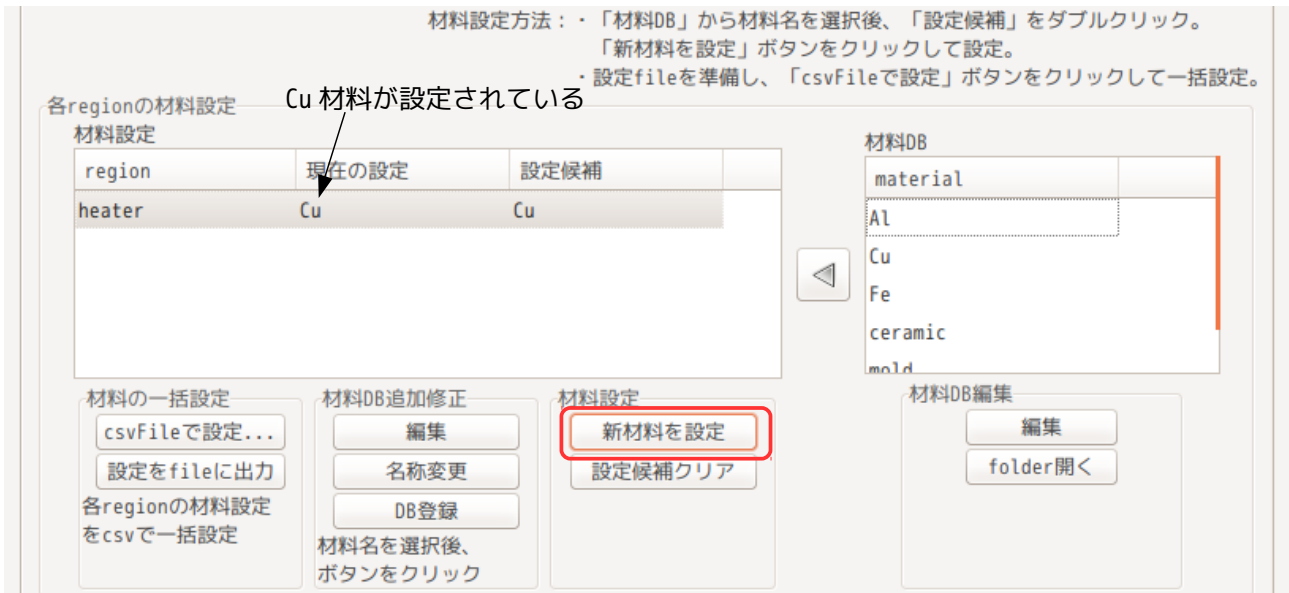 材料設定方法：・「材料DB」から材料名を選択後、「設定候補」をダブルクリック。
「新材料を設定」ボタンをクリックして設定。
・設定fileを準備し、「csvFileで設定」ボタンをクリックして一括設定。
各regionの材料設定
Cu 材料が設定されている
材料設定
region 現在の設定 設定候補
heater Cu Cu
材料DB
material
Al
Cu
Fe
ceramic
mold
材料の一括設定
csvFileで設定...
設定をfileに出力
各regionの材料設定
をcsvで一括設定
材料DB追加修正
編集
名称変更
DB登録
材料名を選択後、
ボタンをクリック
材料設定
新材料を設定
設定候補クリア
材料DB編集
編集
folder開く